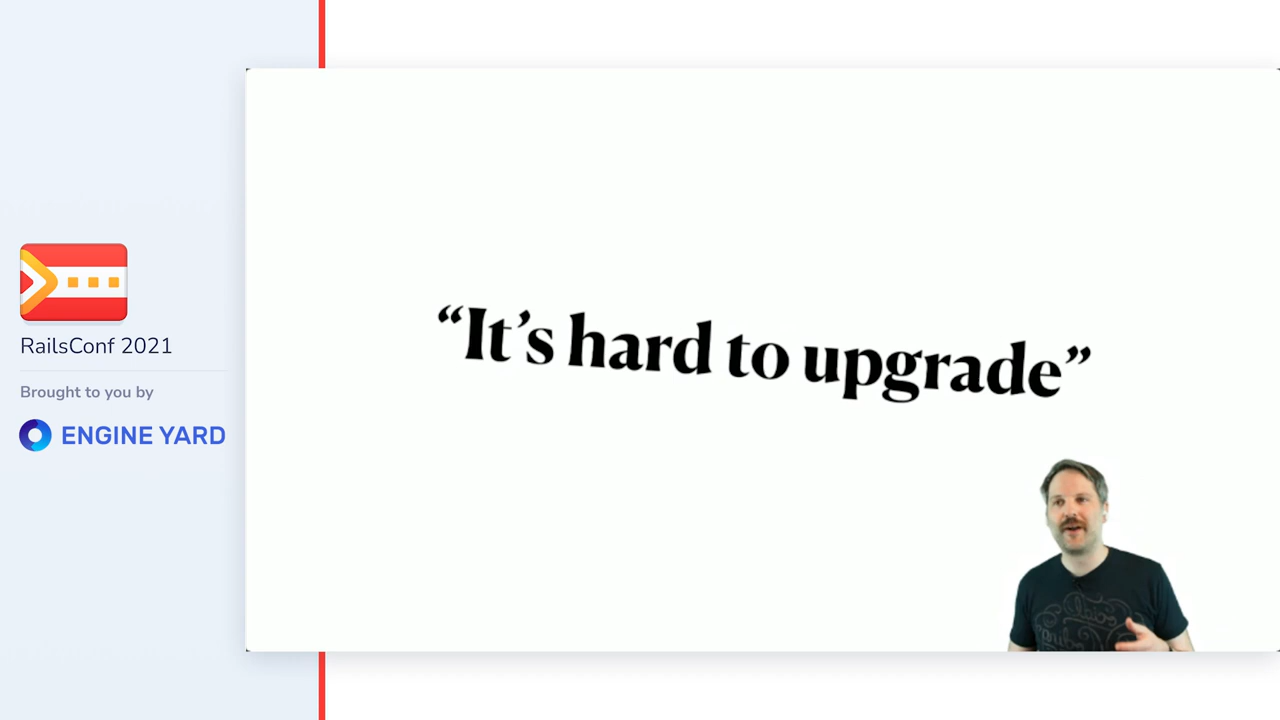 RailsConf 2021
Brought to you by
ENGINE YARD
“It’s hard to upgrade”